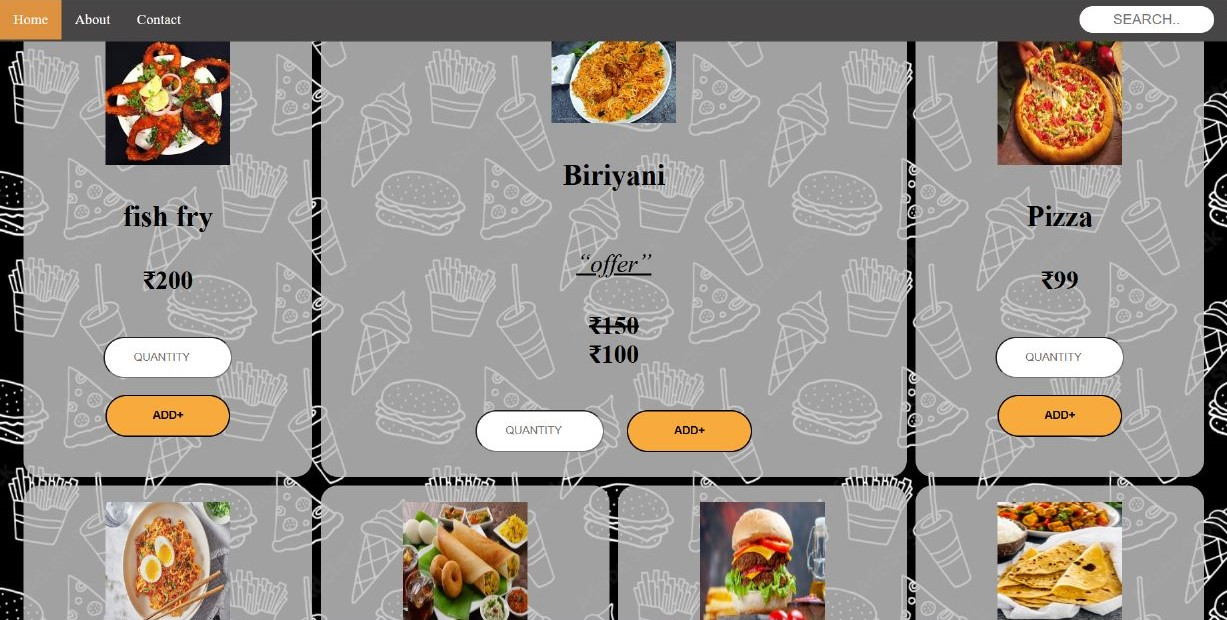 Home About Contact SEARCH..
fish fry
₹200
QUANTITY
ADD+
Biriyani
“offer”
₹150
₹100
QUANTITY ADD+
Pizza
₹99
QUANTITY
ADD+